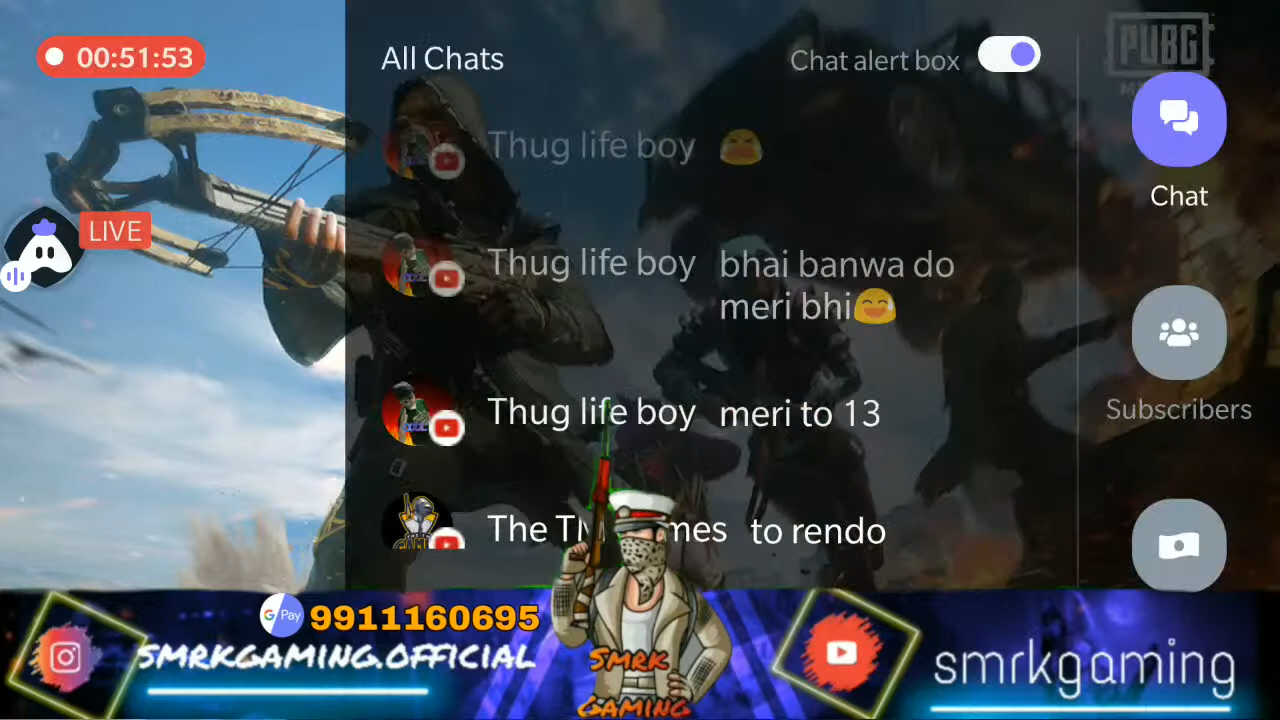 00:51:53
All Chats
Chat alert box
PUBG
Chat
LIVE
Thug life boy 😫
Thug life boy bhai banwa do
meri bhi😄
Thug life boy meri to 13
Subscribers
The to rendo
G Pay 9911160695
SMRKGAMING.OFFICIAL
SMRK
GAMING
smrkgaming